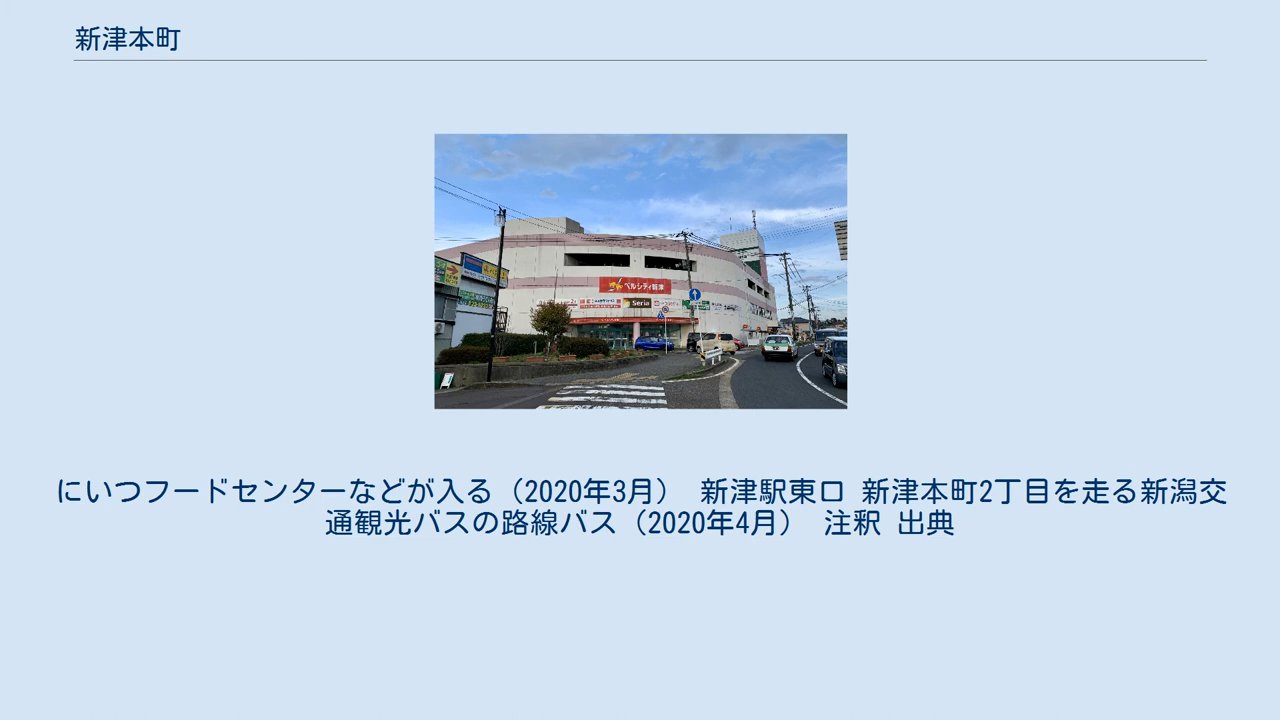 新津本町
ベルシティ新津
Seria
にいつフードセンターなどが入る（2020年3月） 新津駅東口 新津本町2丁目を走る新潟交
通観光バスの路線バス（2020年4月） 注釈 出典